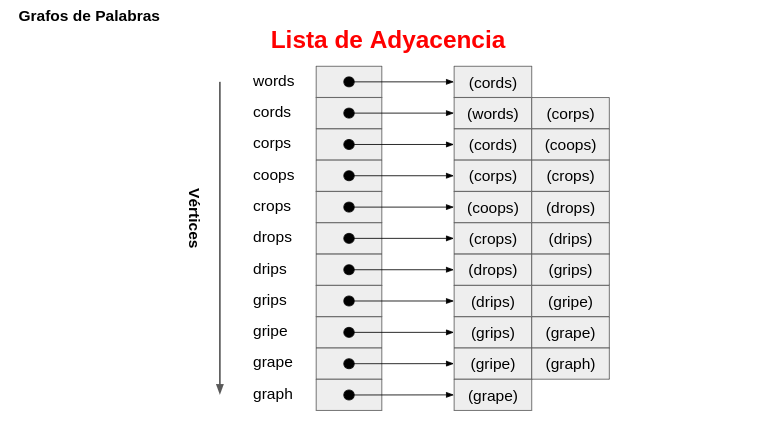 Grafos de Palabras
Lista de Adyacencia
Vértices
words (cords)
cords (words) (corps)
corps (cords) (coops)
coops (corps) (crops)
crops (coops) (drops)
drops (crops) (drips)
drips (drops) (grips)
grips (drips) (gripe)
gripe (grips) (grape)
grape (gripe) (graph)
graph (grape)